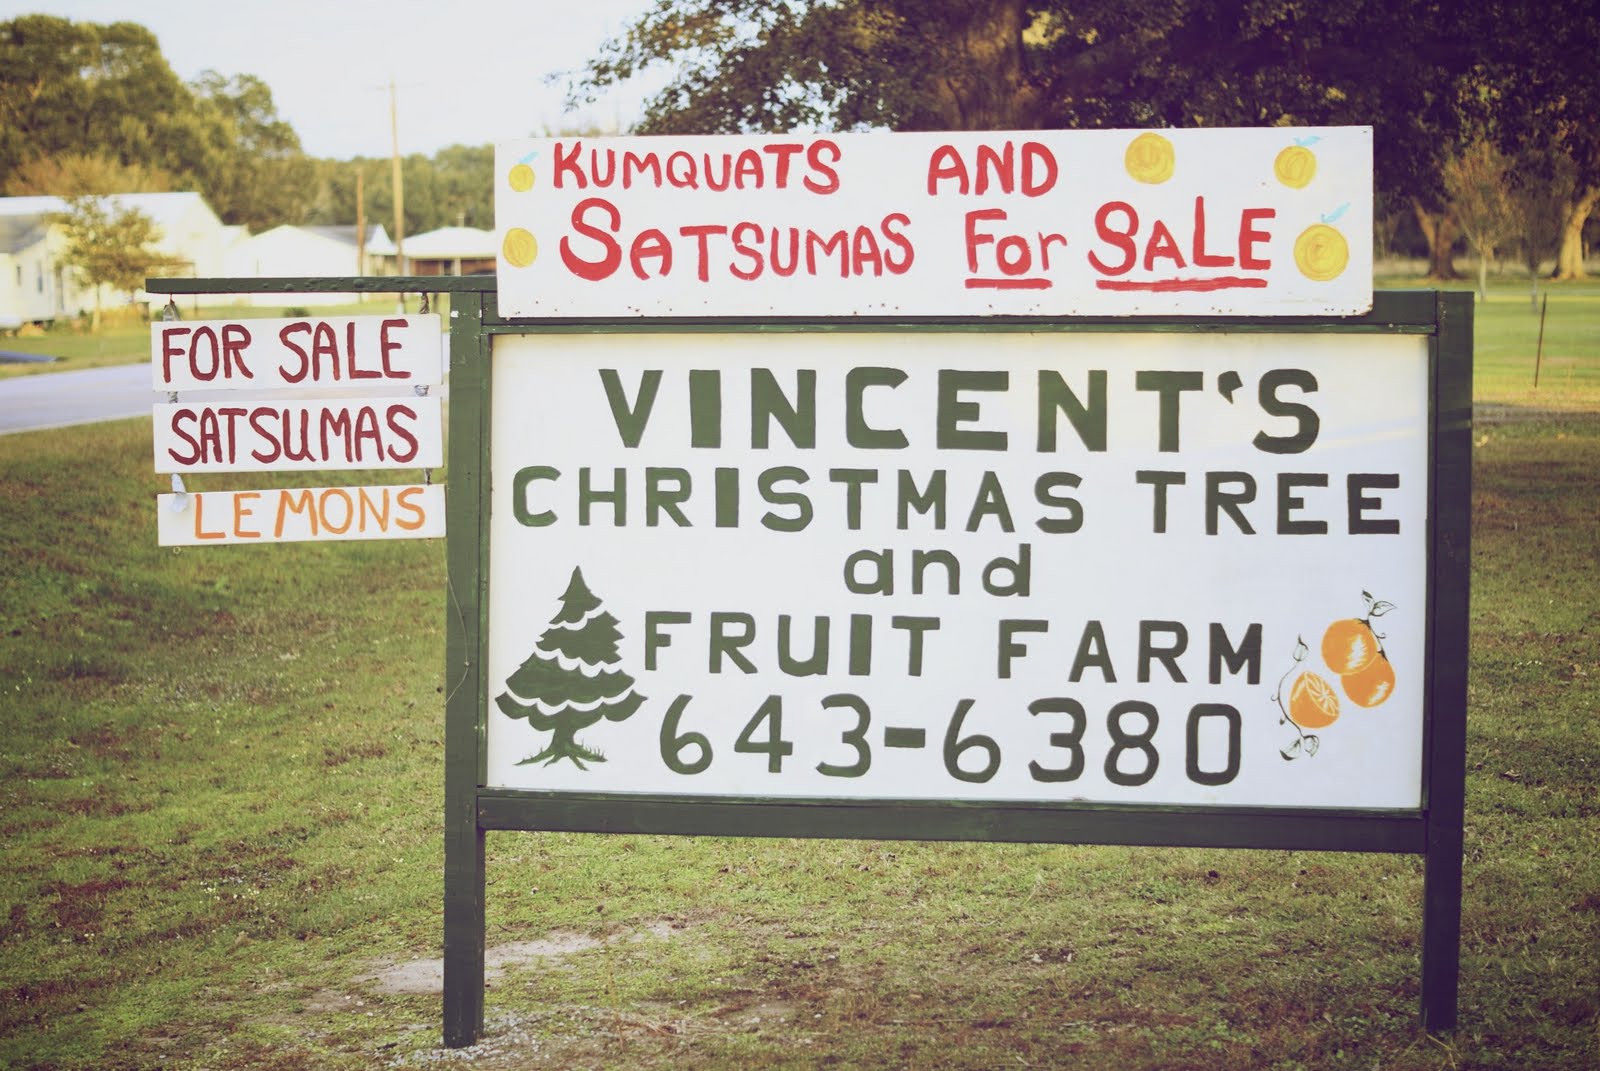 KUMQUATS AND
SATSUMAS For SALE
FOR SALE
SATSUMAS
LEMONS
VINCENT'S
CHRISTMAS TREE
and
FRUIT FARM
643-6380